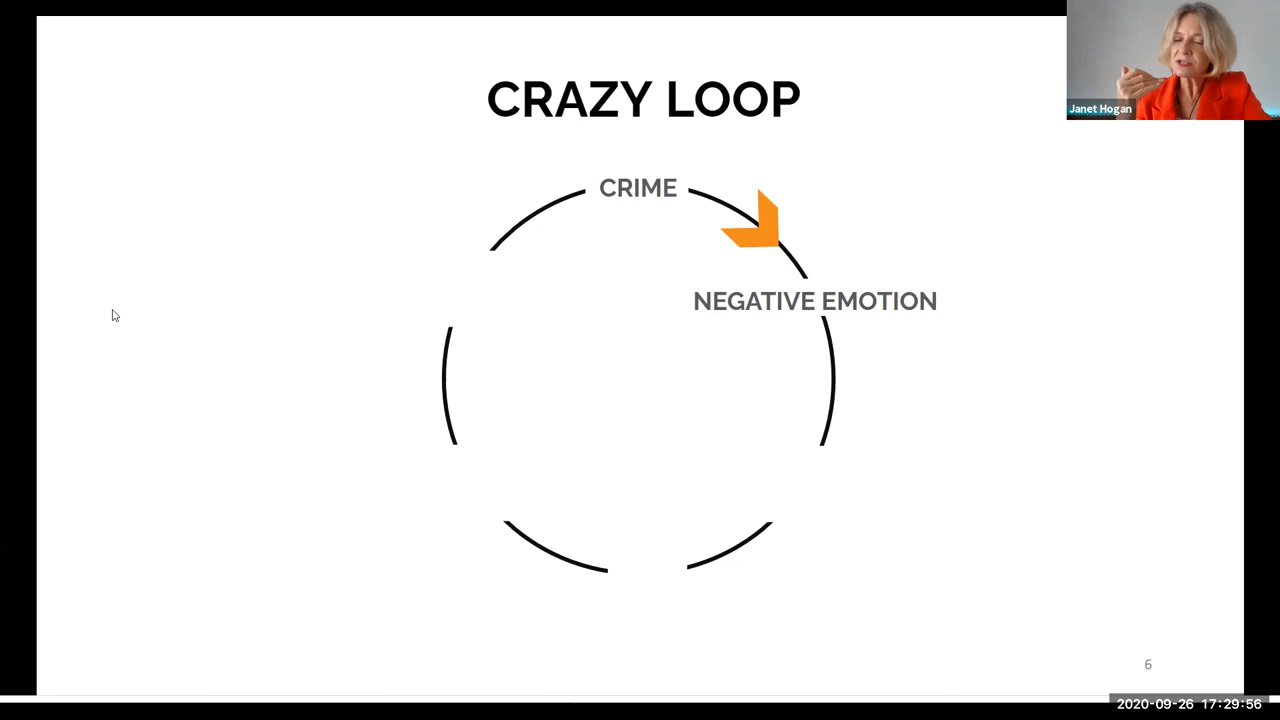 CRAZY LOOP
Janet Hogan
CRIME
NEGATIVE EMOTION
6
2020-09-26 17:29:56